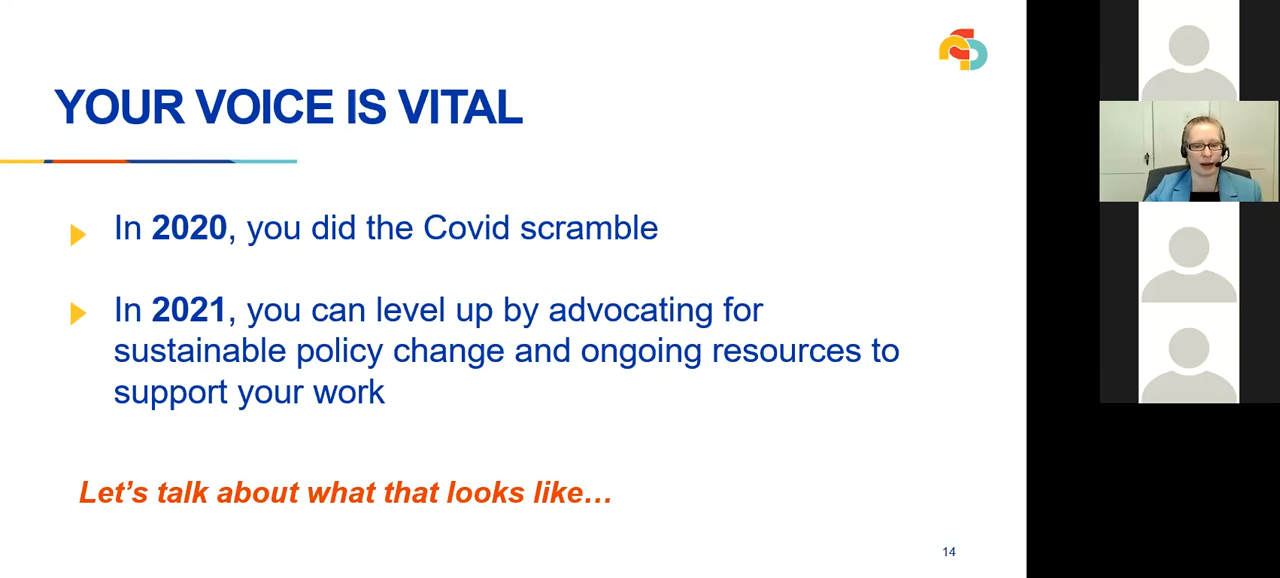 YOUR VOICE IS VITAL
In 2020, you did the Covid scramble
In 2021, you can level up by advocating for
sustainable policy change and ongoing resources to
support your work
Let’s talk about what that looks like…
14